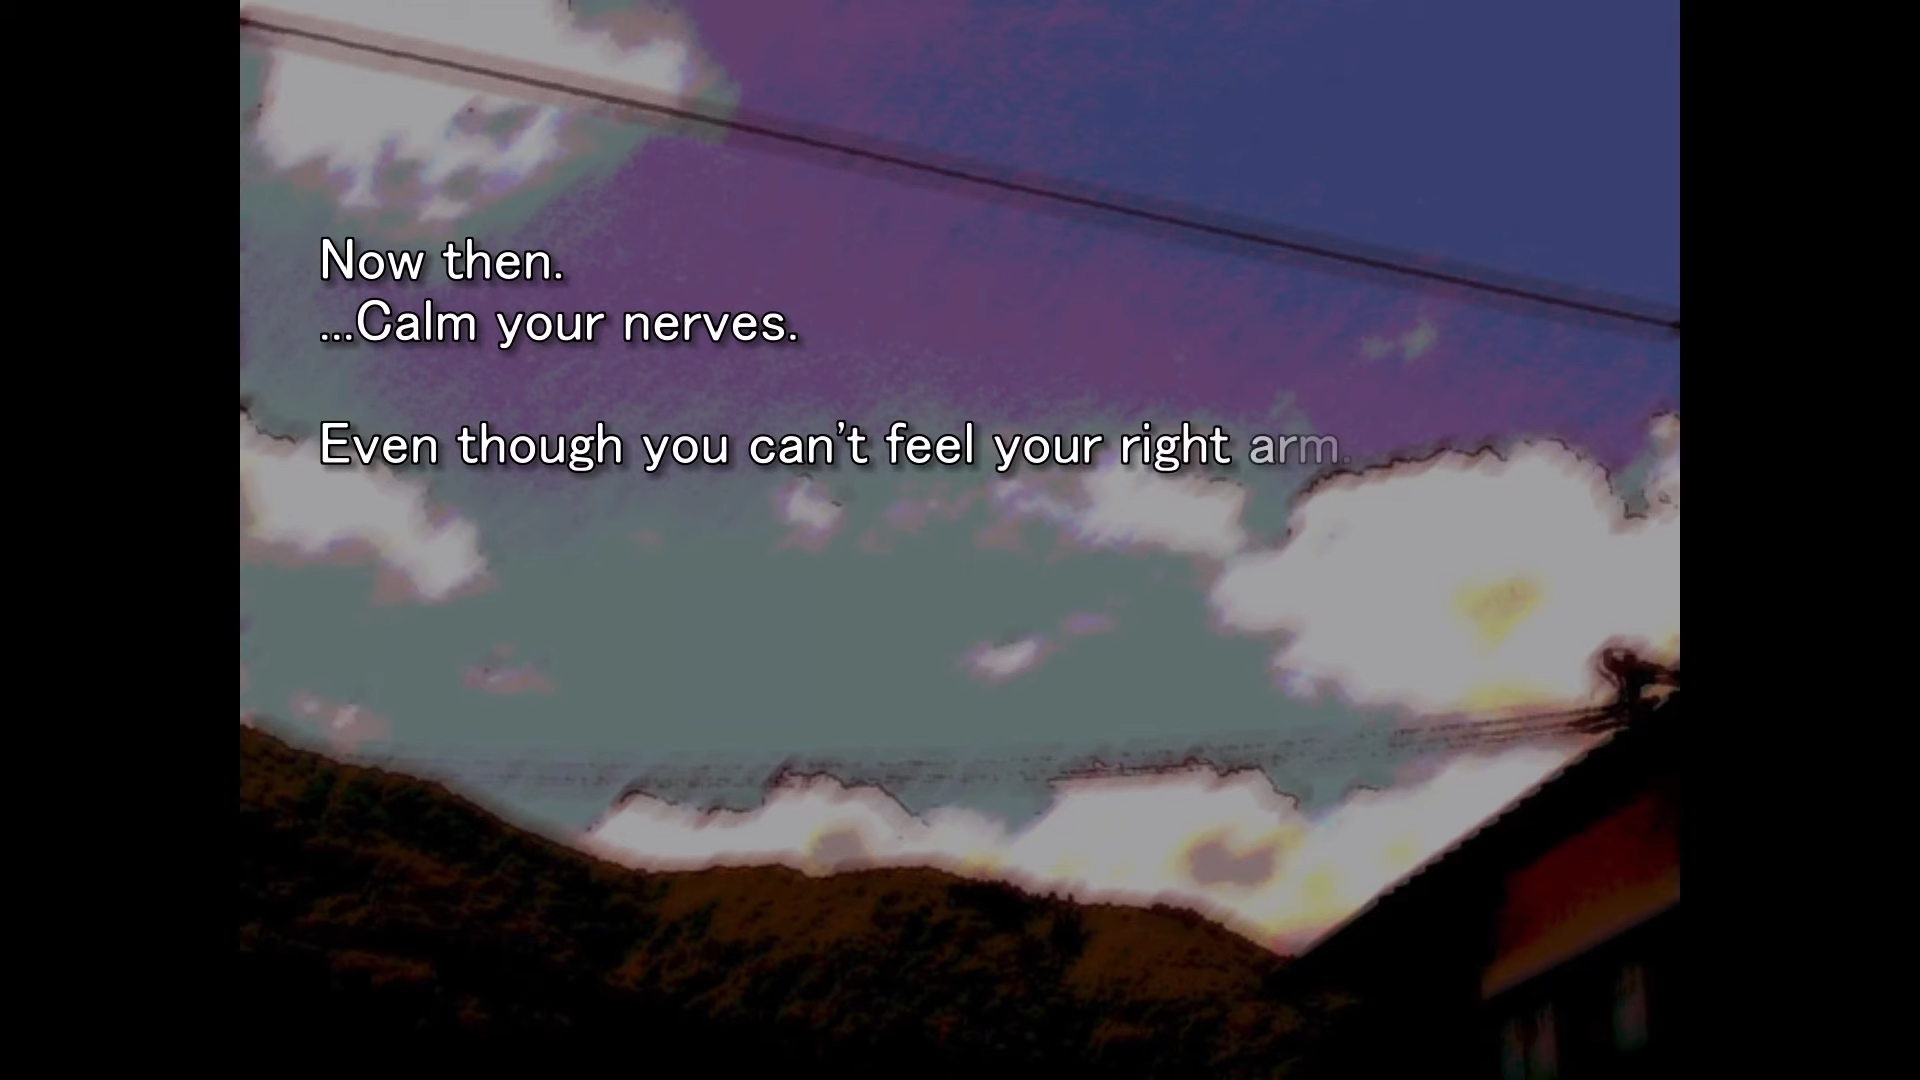 Now then.
...Calm your nerves.
Even though you can't feel your right arm.